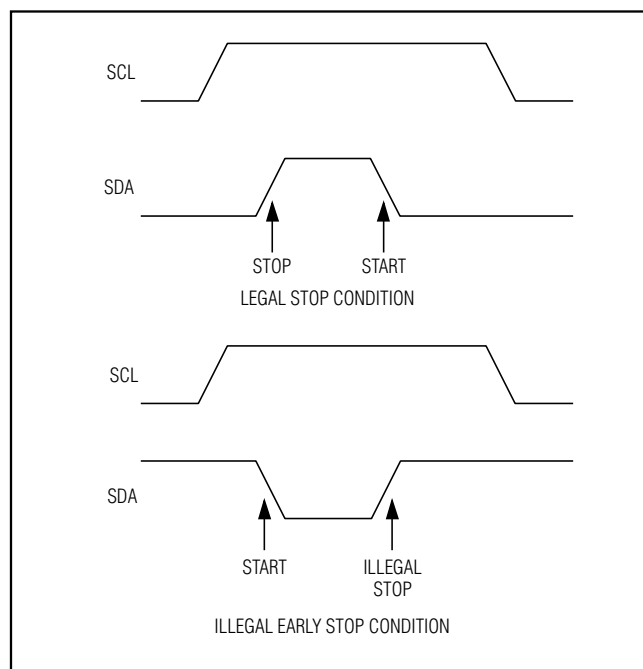 SCL
SDA
STOP START
LEGAL STOP CONDITION
SCL
SDA
START ILLEGAL
STOP
ILLEGAL EARLY STOP CONDITION